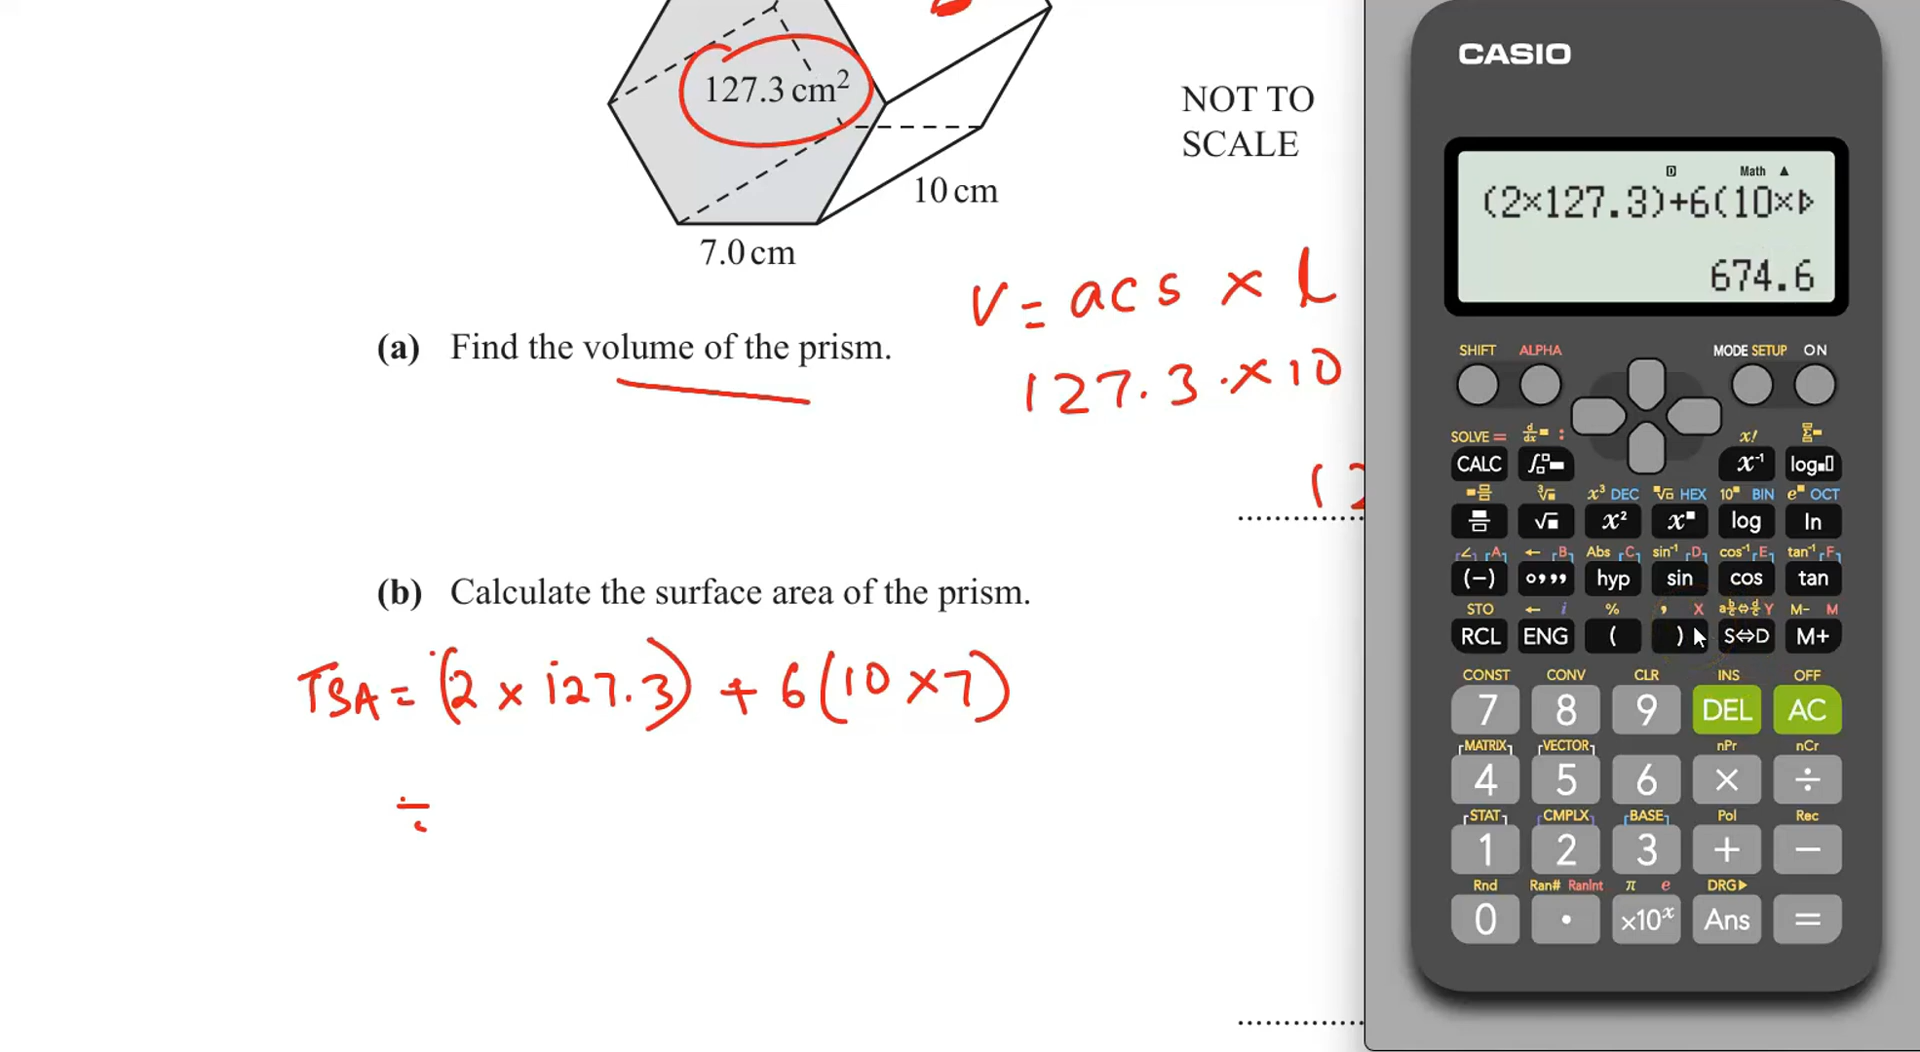 127.3 cm²
NOT TO
SCALE
10 cm
7.0 cm
V = acs × l
(a) Find the volume of the prism.
127.3 · × 10
12
(b) Calculate the surface area of the prism.
TSA = (2 × 127.3) + 6 (10 × 7)
=
CASIO
D Math ▲
(2×127.3)+6(10×
674.6
SHIFT ALPHA MODE SETUP ON
SOLVE = d/dx : x! Σ
CALC ∫ x⁻¹ log
³√ x³ DEC √ HEX 10 BIN e OCT
√ x² x log ln
∠ A ← B Abs C sin⁻¹ D cos⁻¹ E tan⁻¹ F
(−) hyp sin cos tan
STO ← i % , X a b/c⇔d/c Y M− M
RCL ENG ( ) S⇔D M+
CONST CONV CLR INS OFF
7 8 9 DEL AC
MATRIX VECTOR nPr nCr
4 5 6 × ÷
STAT CMPLX BASE Pol Rec
1 2 3 + −
Rnd Ran# RanInt π e DRG▶
0 . ×10ˣ Ans =